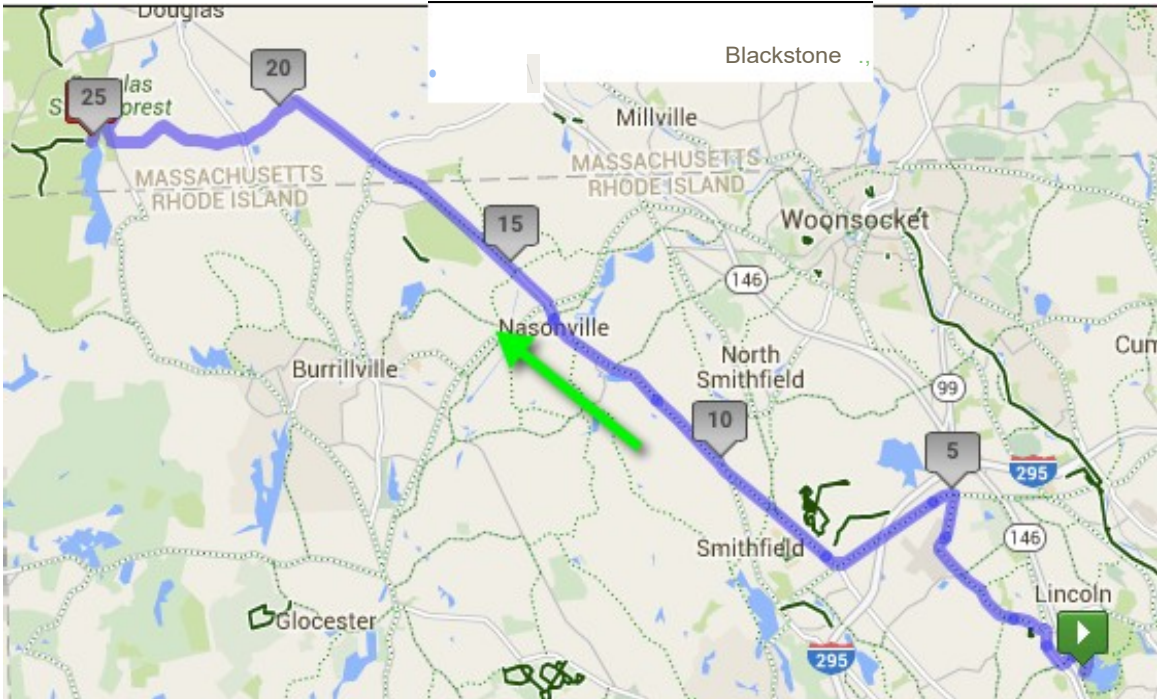 Douglas
Blackstone
20
25
Millville
MASSACHUSETTS
RHODE ISLAND
MASSACHUSETTS
RHODE ISLAND
15
Woonsocket
146
Nasonville
North
Smithfield
Burrillville
99
10
5
295
146
Smithfield
Lincoln
Glocester
295